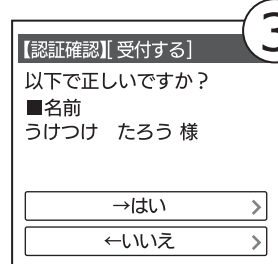 3
【認証確認】[受付する]
以下で正しいですか？
■名前
うけつけ　たろう 様
→はい >
←いいえ >